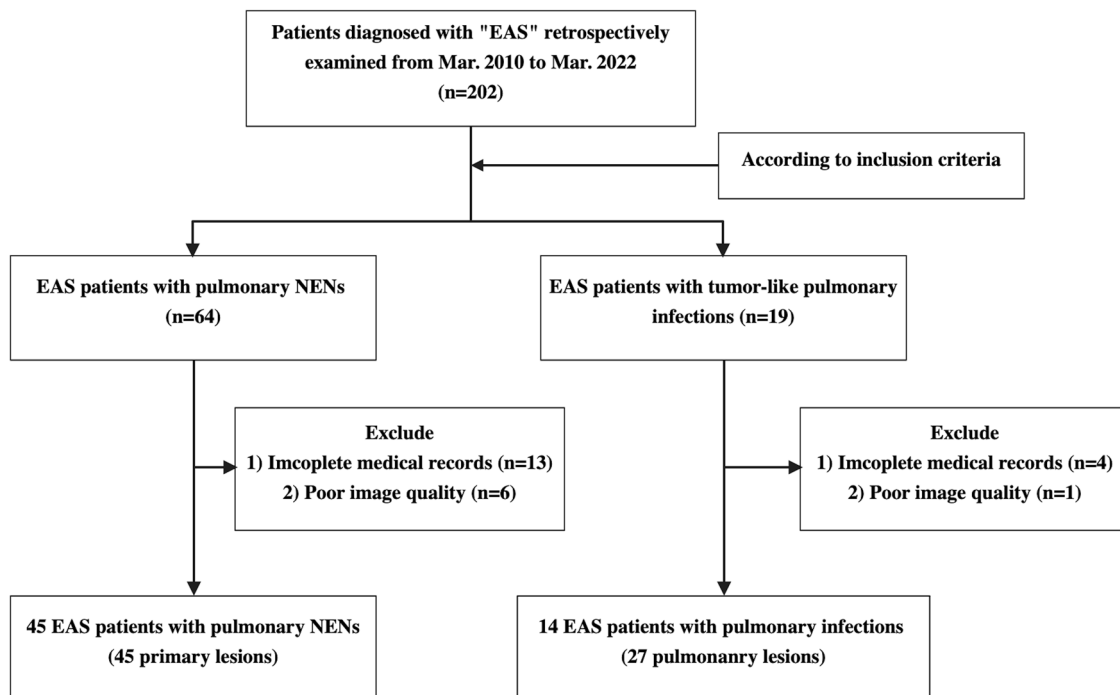 Patients diagnosed with "EAS" retrospectively
examined from Mar. 2010 to Mar. 2022
(n=202)
According to inclusion criteria
EAS patients with pulmonary NENs
(n=64)
EAS patients with tumor-like pulmonary
infections (n=19)
Exclude
1) Imcoplete medical records (n=13)
2) Poor image quality (n=6)
Exclude
1) Imcoplete medical records (n=4)
2) Poor image quality (n=1)
45 EAS patients with pulmonary NENs
(45 primary lesions)
14 EAS patients with pulmonary infections
(27 pulmonanry lesions)